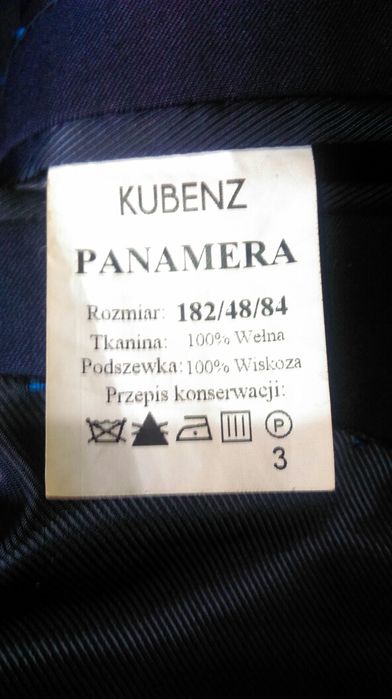 KUBENZ
PANAMERA
Rozmiar: 182/48/84
Tkanina: 100% Wełna
Podszewka: 100% Wiskoza
Przepis konserwacji:
P
3